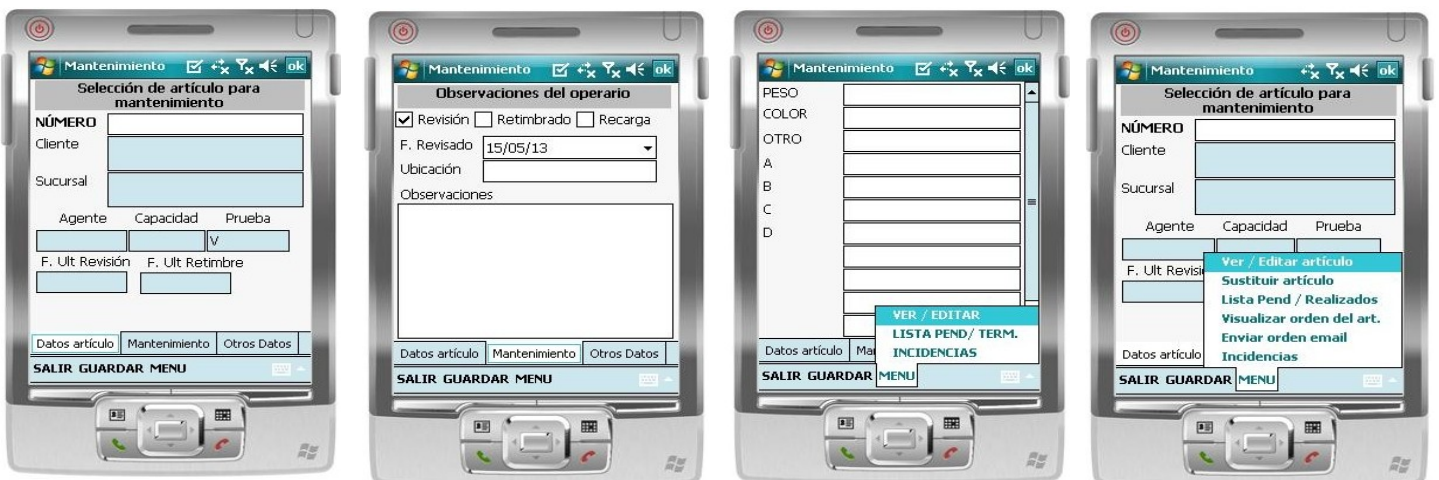 Mantenimiento ok
Selección de artículo para
mantenimiento
NÚMERO
Cliente
Sucursal
Agente Capacidad Prueba
V
F. Ult Revisión F. Ult Retimbre
Datos artículo Mantenimiento Otros Datos
SALIR GUARDAR MENU
Mantenimiento ok
Observaciones del operario
Revisión Retimbrado Recarga
F. Revisado 15/05/13
Ubicación
Observaciones
Datos artículo Mantenimiento Otros Datos
SALIR GUARDAR MENU
Mantenimiento ok
PESO
COLOR
OTRO
A
B
C
D
VER / EDITAR
LISTA PEND/ TERM.
INCIDENCIAS
Datos artículo Ma
SALIR GUARDAR MENU
Mantenimiento ok
Selección de artículo para
mantenimiento
NÚMERO
Cliente
Sucursal
Agente Capacidad Prueba
F. Ult Revisi
Ver / Editar artículo
Sustituir artículo
Lista Pend / Realizados
Visualizar orden del art.
Enviar orden email
Incidencias
Datos artículo
SALIR GUARDAR MENU